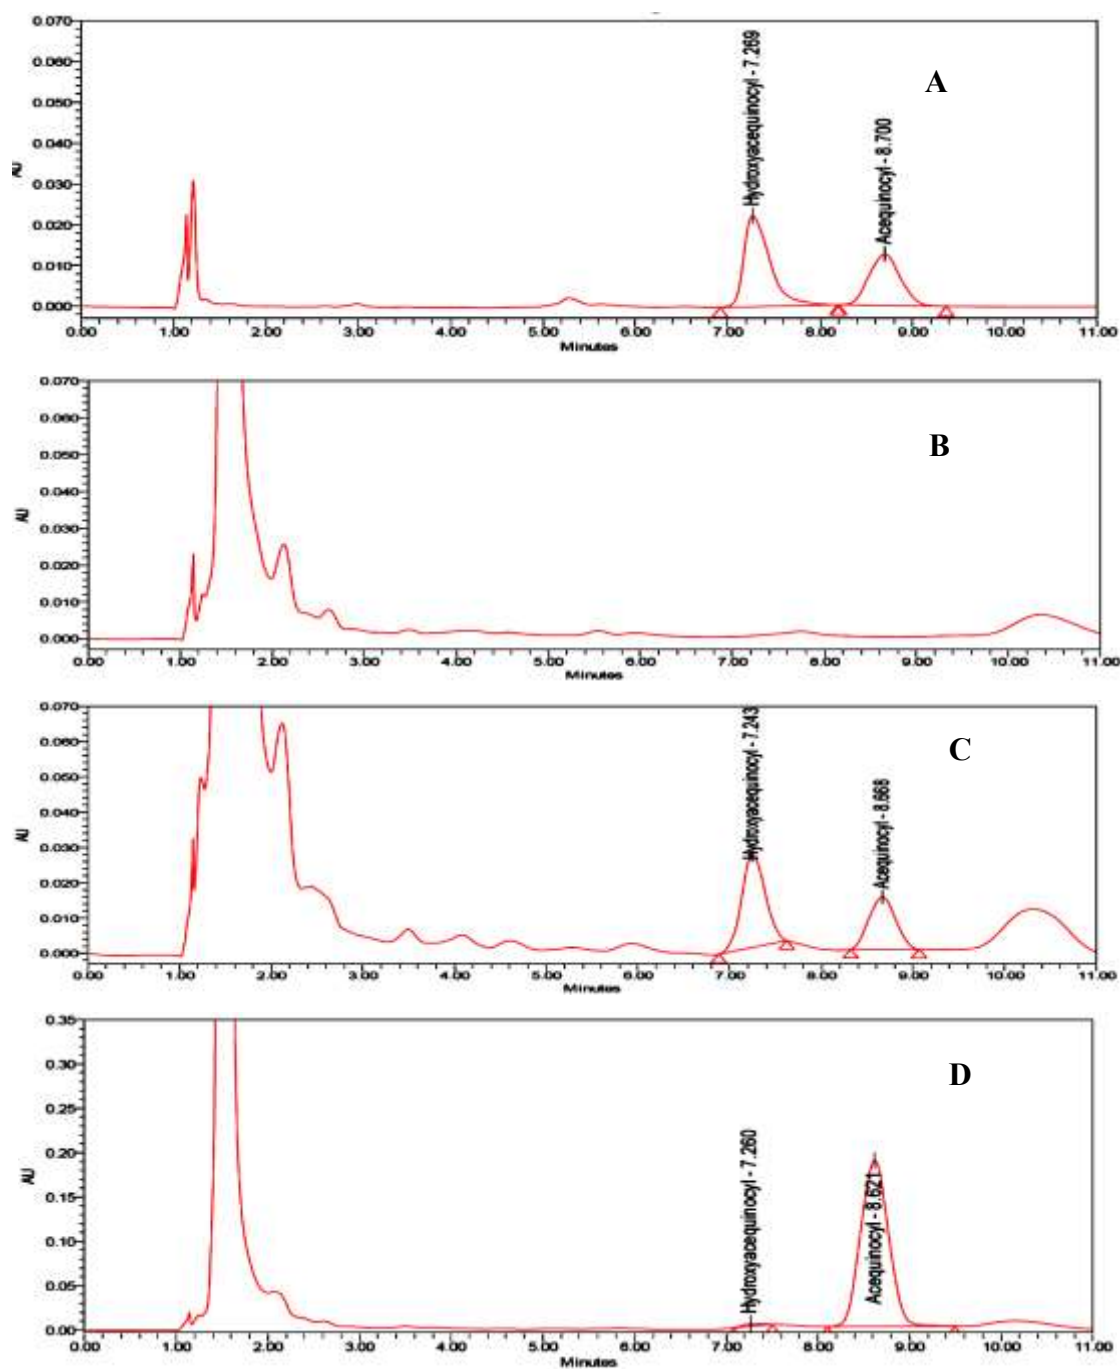 0.070
0.060
0.050
0.040
0.030
0.020
0.010
0.000
AU
Hydroxyacequinocyl - 7.269
Acequinocyl - 8.700
A
0.00 1.00 2.00 3.00 4.00 5.00 6.00 7.00 8.00 9.00 10.00 11.00
Minutes
0.070
0.060
0.050
0.040
0.030
0.020
0.010
0.000
AU
B
0.00 1.00 2.00 3.00 4.00 5.00 6.00 7.00 8.00 9.00 10.00 11.00
Minutes
0.070
0.060
0.050
0.040
0.030
0.020
0.010
0.000
AU
Hydroxyacequinocyl - 7.243
Acequinocyl - 8.668
C
0.00 1.00 2.00 3.00 4.00 5.00 6.00 7.00 8.00 9.00 10.00 11.00
Minutes
0.35
0.30
0.25
0.20
0.15
0.10
0.05
0.00
AU
Hydroxyacequinocyl - 7.260
Acequinocyl - 8.621
D
0.00 1.00 2.00 3.00 4.00 5.00 6.00 7.00 8.00 9.00 10.00 11.00
Minutes